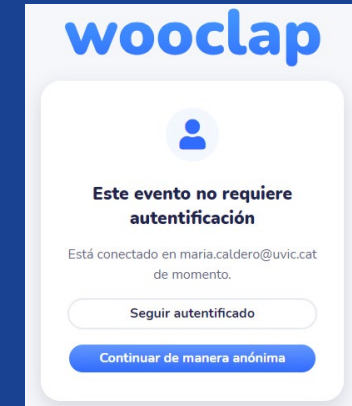 wooclap
Este evento no requiere
autentificación
Está conectado en maria.caldero@uvic.cat
de momento.
Seguir autentificado
Continuar de manera anónima